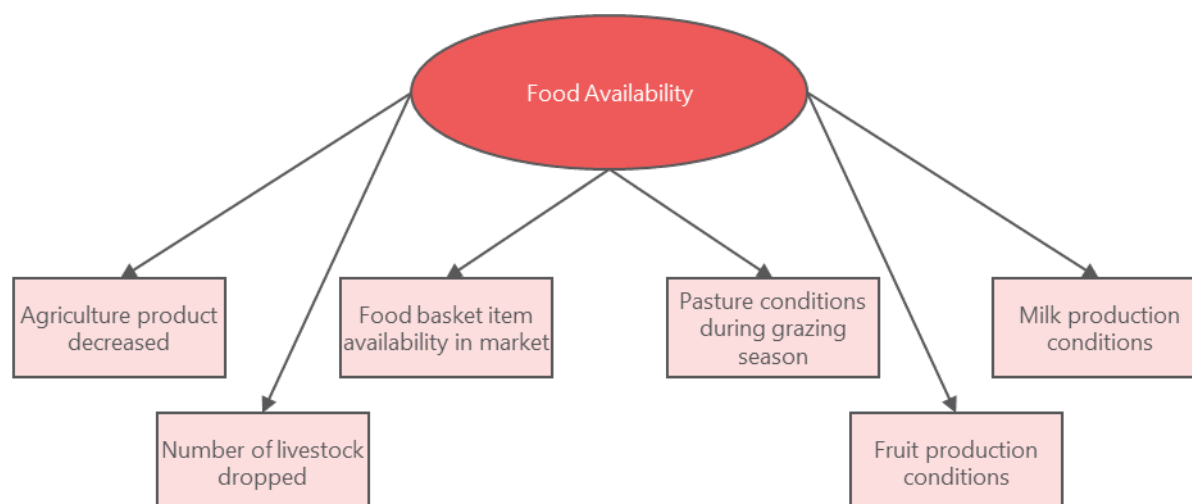 Food Availability
Agriculture product
decreased
Food basket item
availability in market
Pasture conditions
during grazing
season
Milk production
conditions
Number of livestock
dropped
Fruit production
conditions